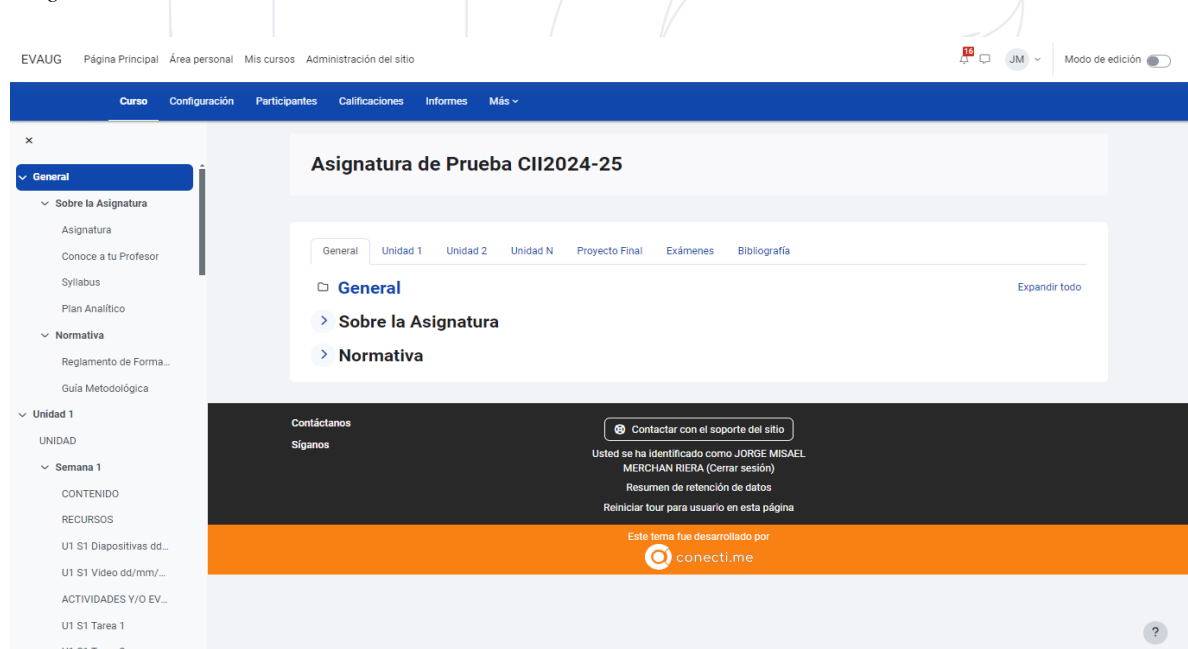 EVAUG Página Principal Área personal Mis cursos Administración del sitio 16 JM Modo de edición
Curso Configuración Participantes Calificaciones Informes Más
General
Sobre la Asignatura
Asignatura
Conoce a tu Profesor
Syllabus
Plan Analítico
Normativa
Reglamento de Forma...
Guía Metodológica
Unidad 1
UNIDAD
Semana 1
CONTENIDO
RECURSOS
U1 S1 Diapositivas dd...
U1 S1 Video dd/mm/...
ACTIVIDADES Y/O EV...
U1 S1 Tarea 1
Asignatura de Prueba CII2024-25
General Unidad 1 Unidad 2 Unidad N Proyecto Final Exámenes Bibliografía
General Expandir todo
Sobre la Asignatura
Normativa
Contáctanos
Síganos
Contactar con el soporte del sitio
Usted se ha identificado como JORGE MISAEL
MERCHAN RIERA (Cerrar sesión)
Resumen de retención de datos
Reiniciar tour para usuario en esta página
Este tema fue desarrollado por
conecti.me
?